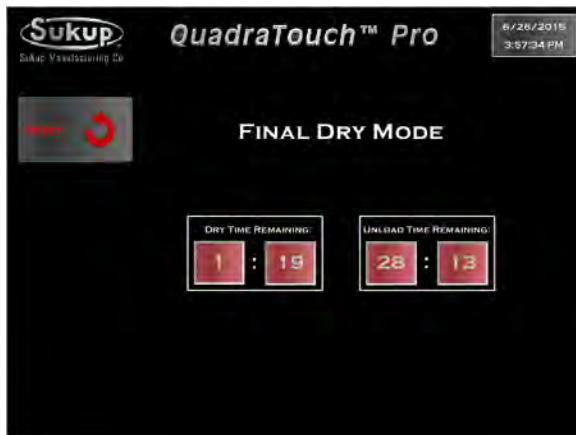 Sukup
Sukup Manufacturing Co
QuadraTouch™ Pro
6/26/2015
3:57:34 PM
FINAL DRY MODE
DRY TIME REMAINING:
1 : 19
UNLOAD TIME REMAINING:
28 : 13